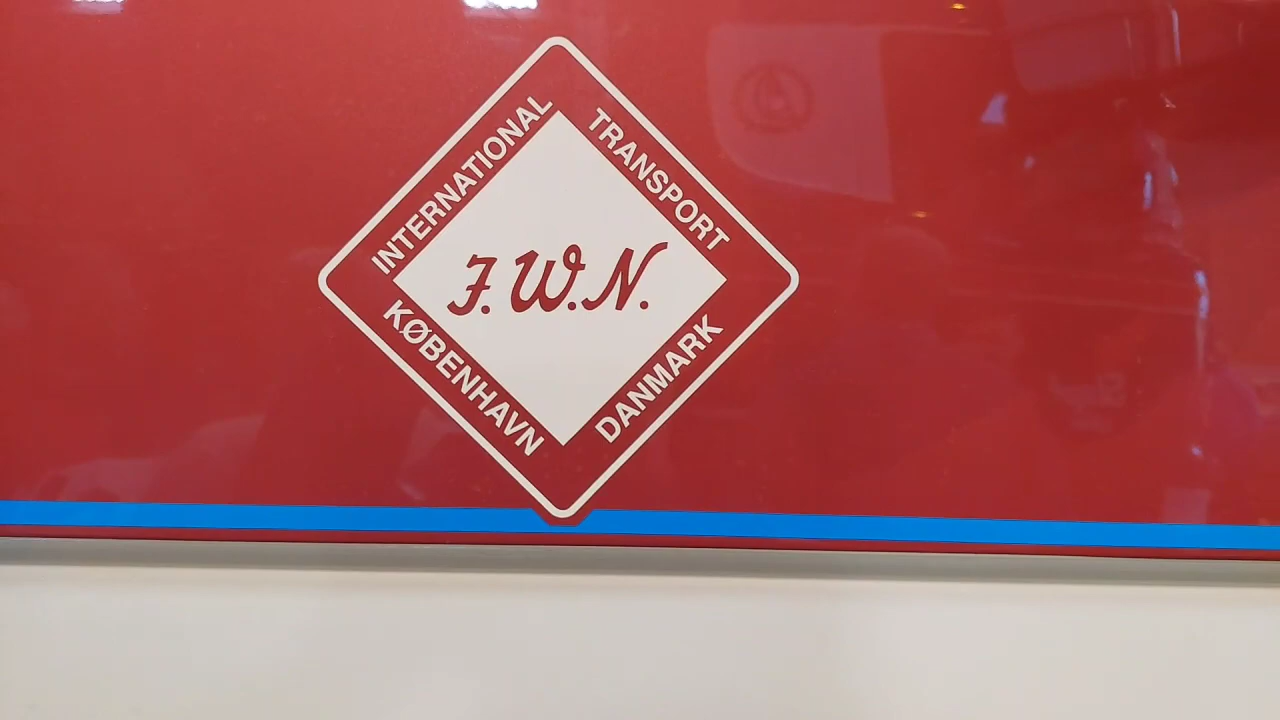 INTERNATIONAL
TRANSPORT
J.W.N.
KØBENHAVN
DANMARK